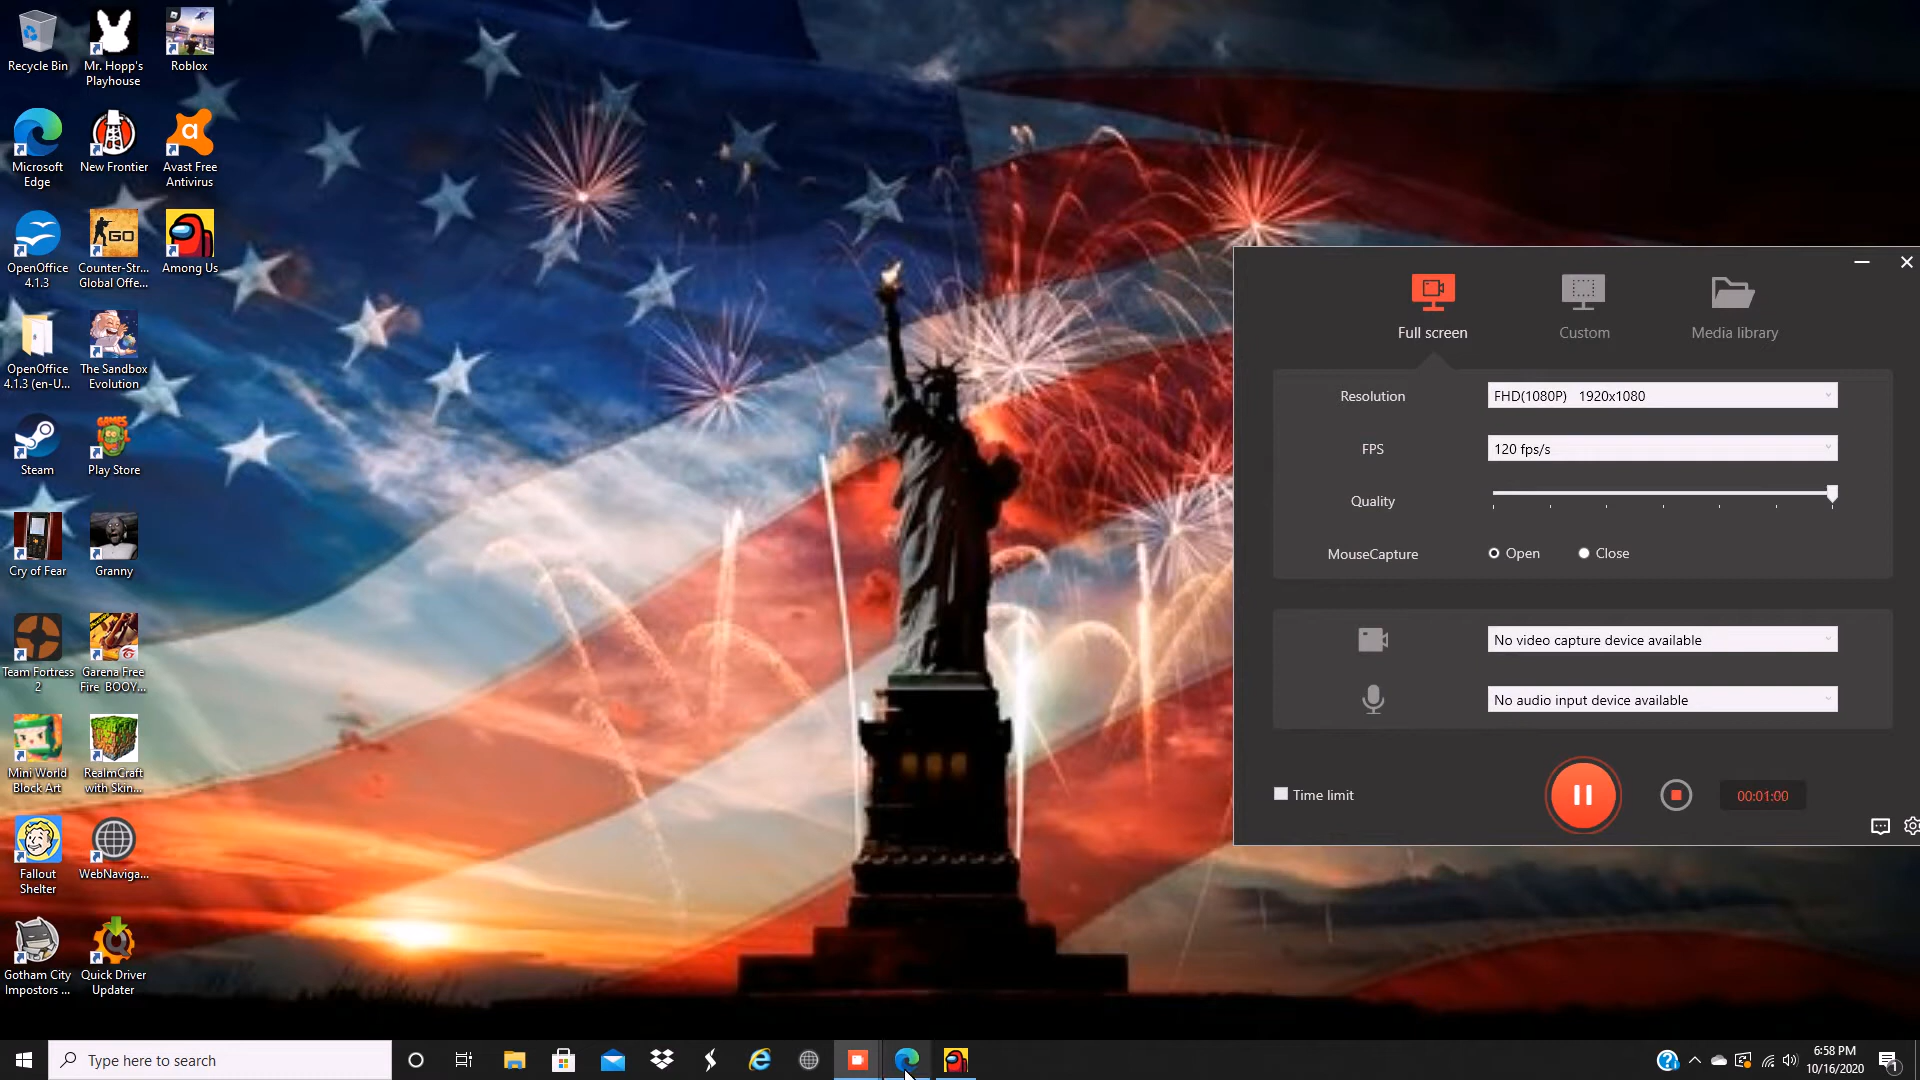 Recycle Bin
Mr. Hopp's
Playhouse
Roblox
Microsoft
Edge
New Frontier
Avast Free
Antivirus
OpenOffice
4.1.3
GO
Counter-Str...
Global Offe...
Among Us
OpenOffice
4.1.3 (en-U...
The Sandbox
Evolution
Steam
Play Store
Cry of Fear
Granny
Team Fortress
2
Garena Free
Fire BOOY...
Mini World
Block Art
RealmCraft
with Skin...
Fallout
Shelter
WebNaviga...
Gotham City
Impostors ...
Quick Driver
Updater
Full screen
Custom
Media library
Resolution
FHD(1080P) 1920x1080
FPS
120 fps/s
Quality
MouseCapture
Open
Close
No video capture device available
No audio input device available
Time limit
00:01:00
Type here to search
6:58 PM
10/16/2020
1